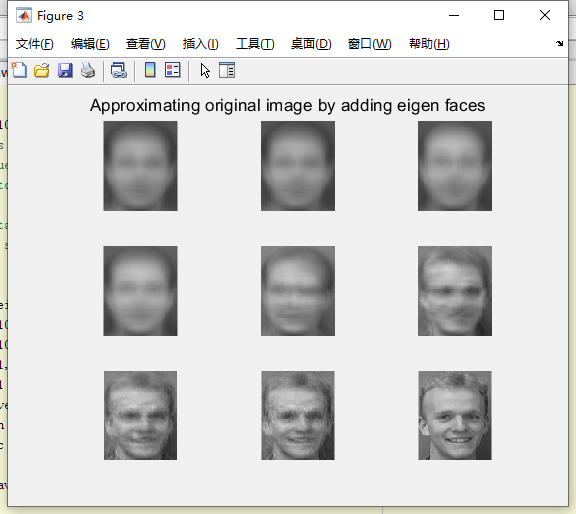 Figure 3
文件(F) 编辑(E) 查看(V) 插入(I) 工具(T) 桌面(D) 窗口(W) 帮助(H)
Approximating original image by adding eigen faces